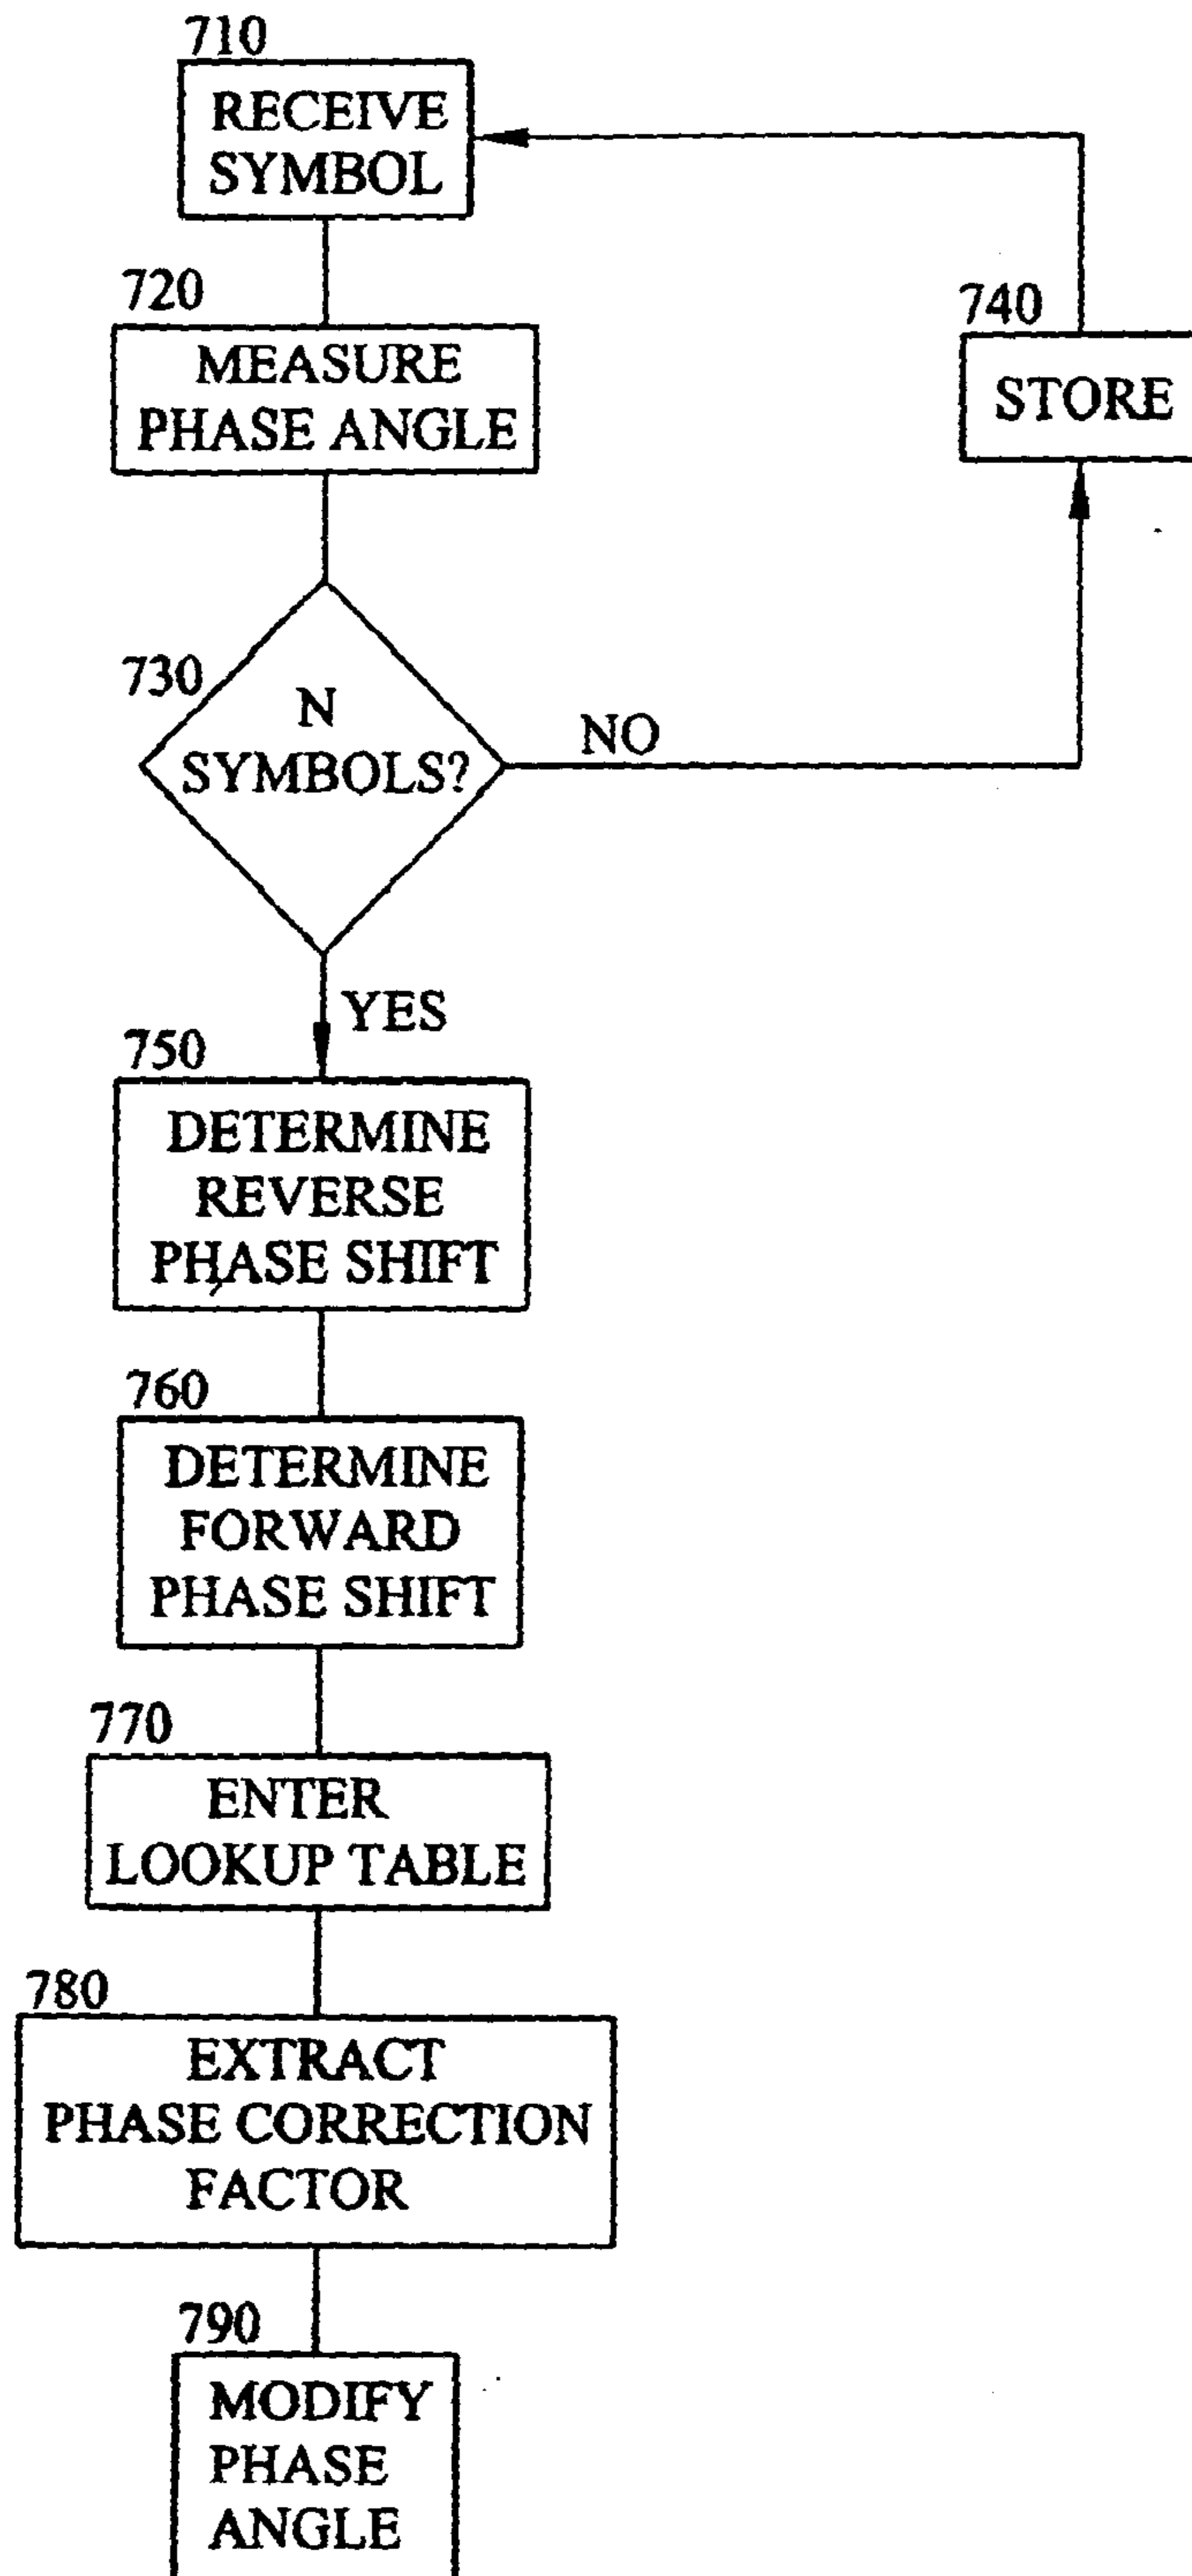 710
RECEIVE
SYMBOL
720
MEASURE
PHASE ANGLE
740
STORE
730
N
SYMBOLS?
NO
YES
750
DETERMINE
REVERSE
PHASE SHIFT
760
DETERMINE
FORWARD
PHASE SHIFT
770
ENTER
LOOKUP TABLE
780
EXTRACT
PHASE CORRECTION
FACTOR
790
MODIFY
PHASE
ANGLE